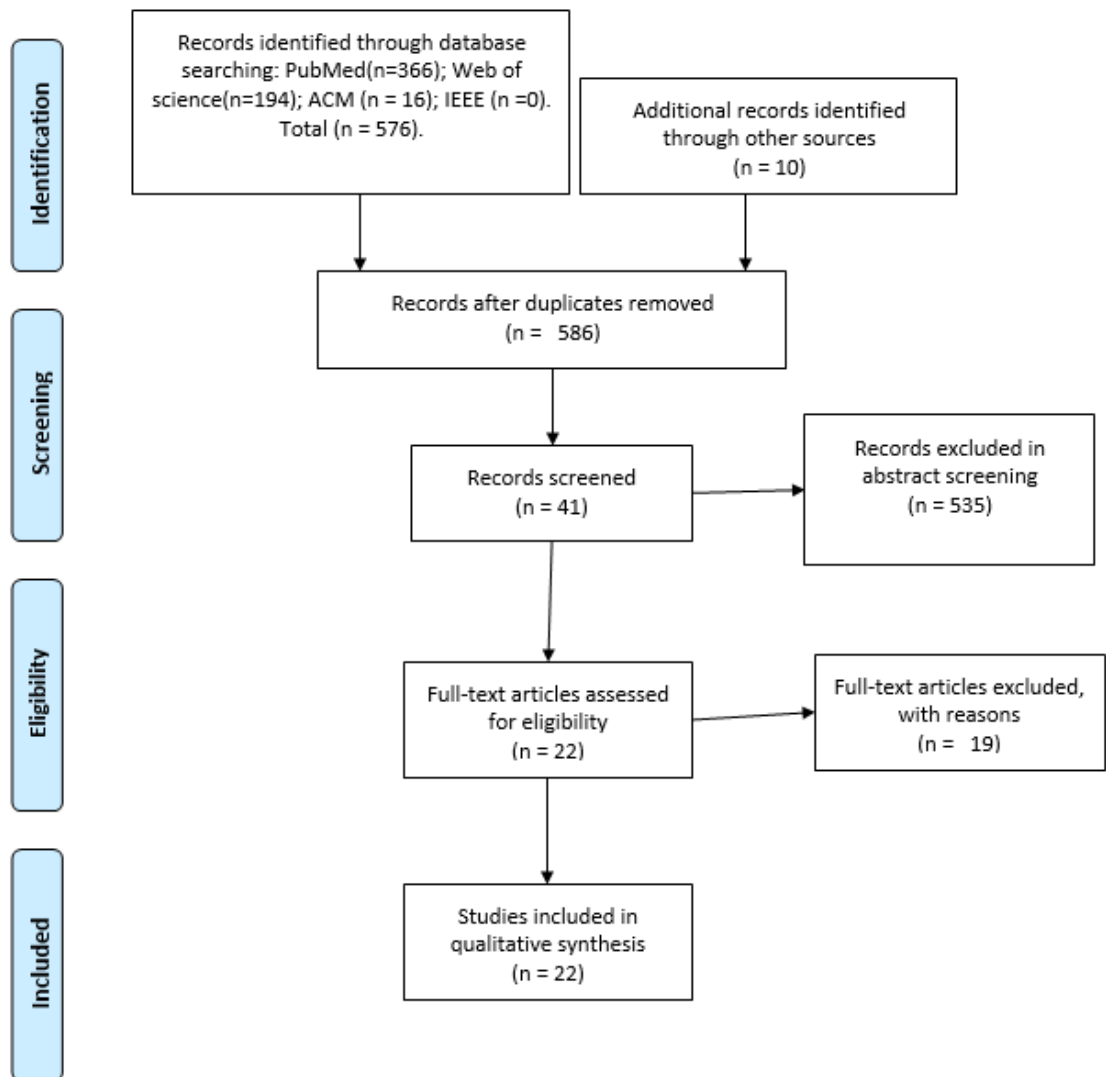 Identification
Records identified through database
searching: PubMed(n=366); Web of
science(n=194); ACM (n = 16); IEEE (n =0).
Total (n = 576).
Additional records identified
through other sources
(n = 10)
Records after duplicates removed
(n =   586)
Screening
Records screened
(n = 41)
Records excluded in
abstract screening
(n = 535)
Eligibility
Full-text articles assessed
for eligibility
(n = 22)
Full-text articles excluded,
with reasons
(n =   19)
Included
Studies included in
qualitative synthesis
(n = 22)